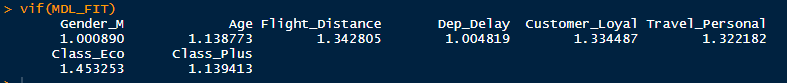 > vif(MDL_FIT)
Gender_M Age Flight_Distance Dep_Delay Customer_Loyal Travel_Personal
1.000890 1.138773 1.342805 1.004819 1.334487 1.322182
Class_Eco Class_Plus
1.453253 1.139413
>